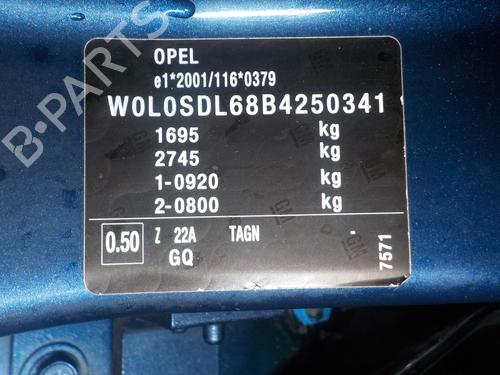 OPEL
e1*2001/116*0379
W0L0SDL68B4250341
1695 kg
2745 kg
1-0920 kg
2-0800 kg
0.50 Z 22A TAGN -
GQ
7571
B-PARTS